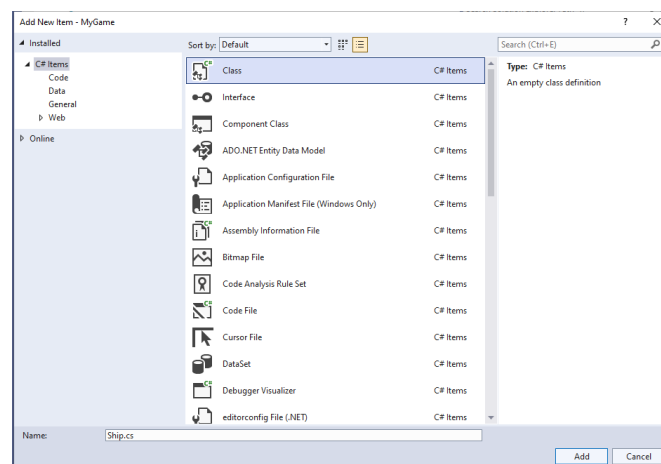 Add New Item - MyGame
? ×
Installed
Sort by: Default
Search (Ctrl+E)
C# Items
Code
Data
General
Web
Online
C# Class C# Items
Interface C# Items
Component Class C# Items
ADO.NET Entity Data Model C# Items
Application Configuration File C# Items
Application Manifest File (Windows Only) C# Items
C# Assembly Information File C# Items
Bitmap File C# Items
Code Analysis Rule Set C# Items
C# Code File C# Items
Cursor File C# Items
DataSet C# Items
C# Debugger Visualizer C# Items
editorconfig File (.NET) C# Items
Type: C# Items
An empty class definition
Name: Ship.cs
Add Cancel